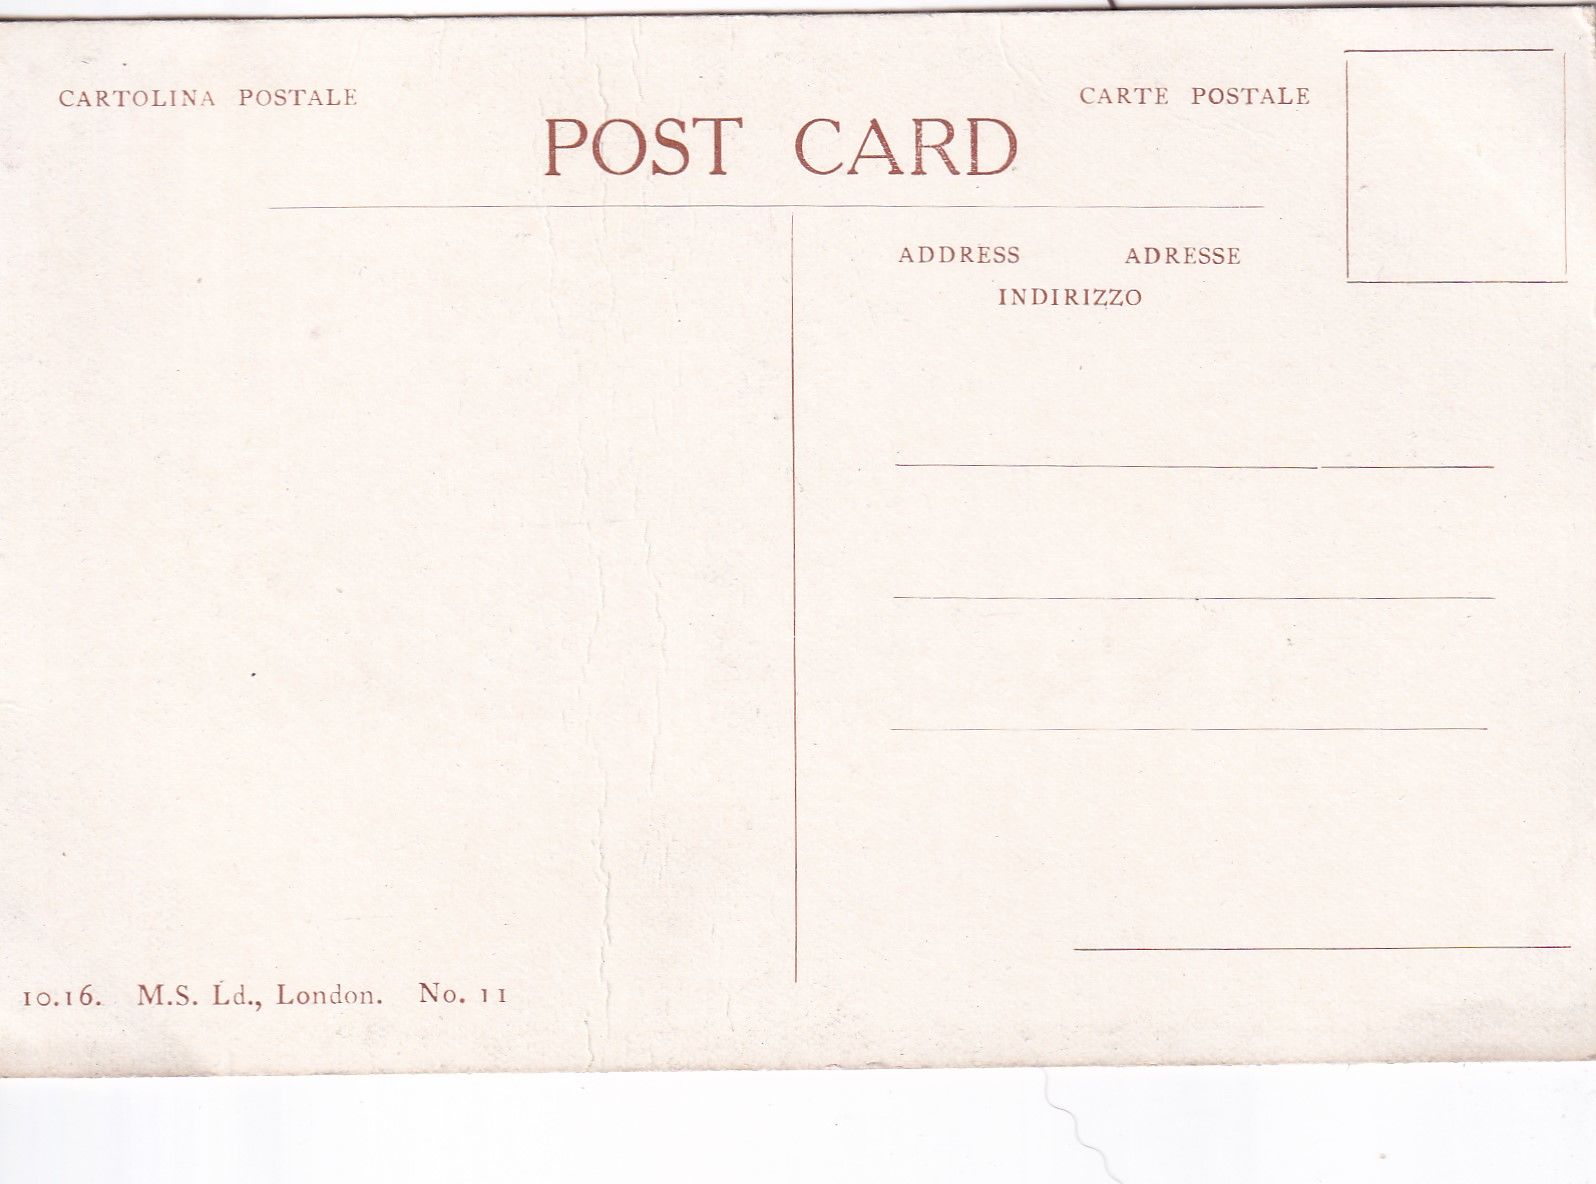 CARTOLINA POSTALE
CARTE POSTALE
POST CARD
ADDRESS ADRESSE
INDIRIZZO
10.16. M.S. Ld., London. No. 11